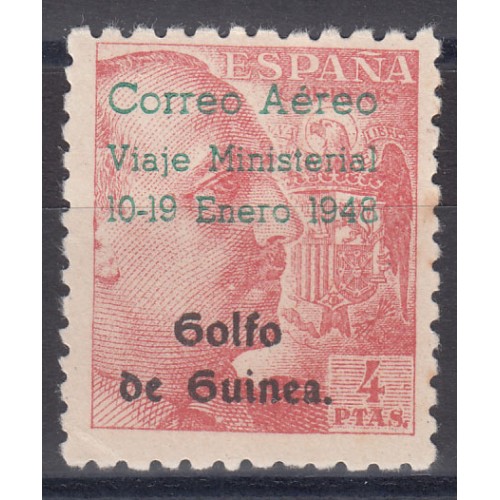 ESPAÑA
Correo Aéreo
Viaje Ministerial
10-19 Enero 1948
Golfo
de Guinea.
4
PTAS.